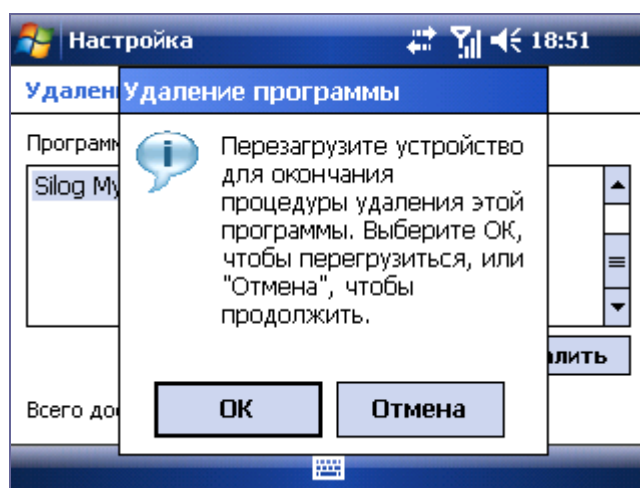 Настройка 18:51
Удален
Удаление программы
Програм
Silog My
Перезагрузите устройство
для окончания
процедуры удаления этой
программы. Выберите ОК,
чтобы перегрузиться, или
"Отмена", чтобы
продолжить.
алить
Всего до
ОК Отмена